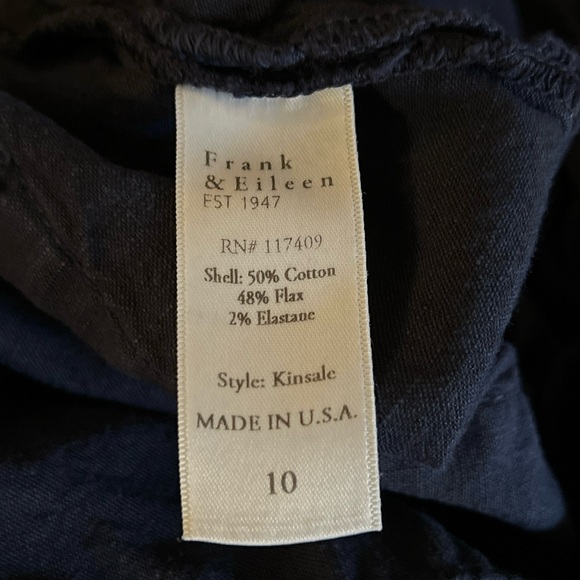 Frank
& Eileen
EST 1947
RN# 117409
Shell: 50% Cotton
48% Flax
2% Elastane
Style: Kinsale
MADE IN U.S.A.
10